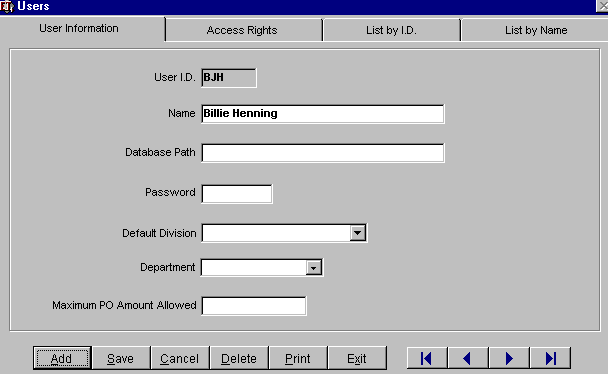 Users
User Information Access Rights List by I.D. List by Name
User I.D. BJH
Name Billie Henning
Database Path
Password
Default Division
Department
Maximum PO Amount Allowed
Add Save Cancel Delete Print Exit